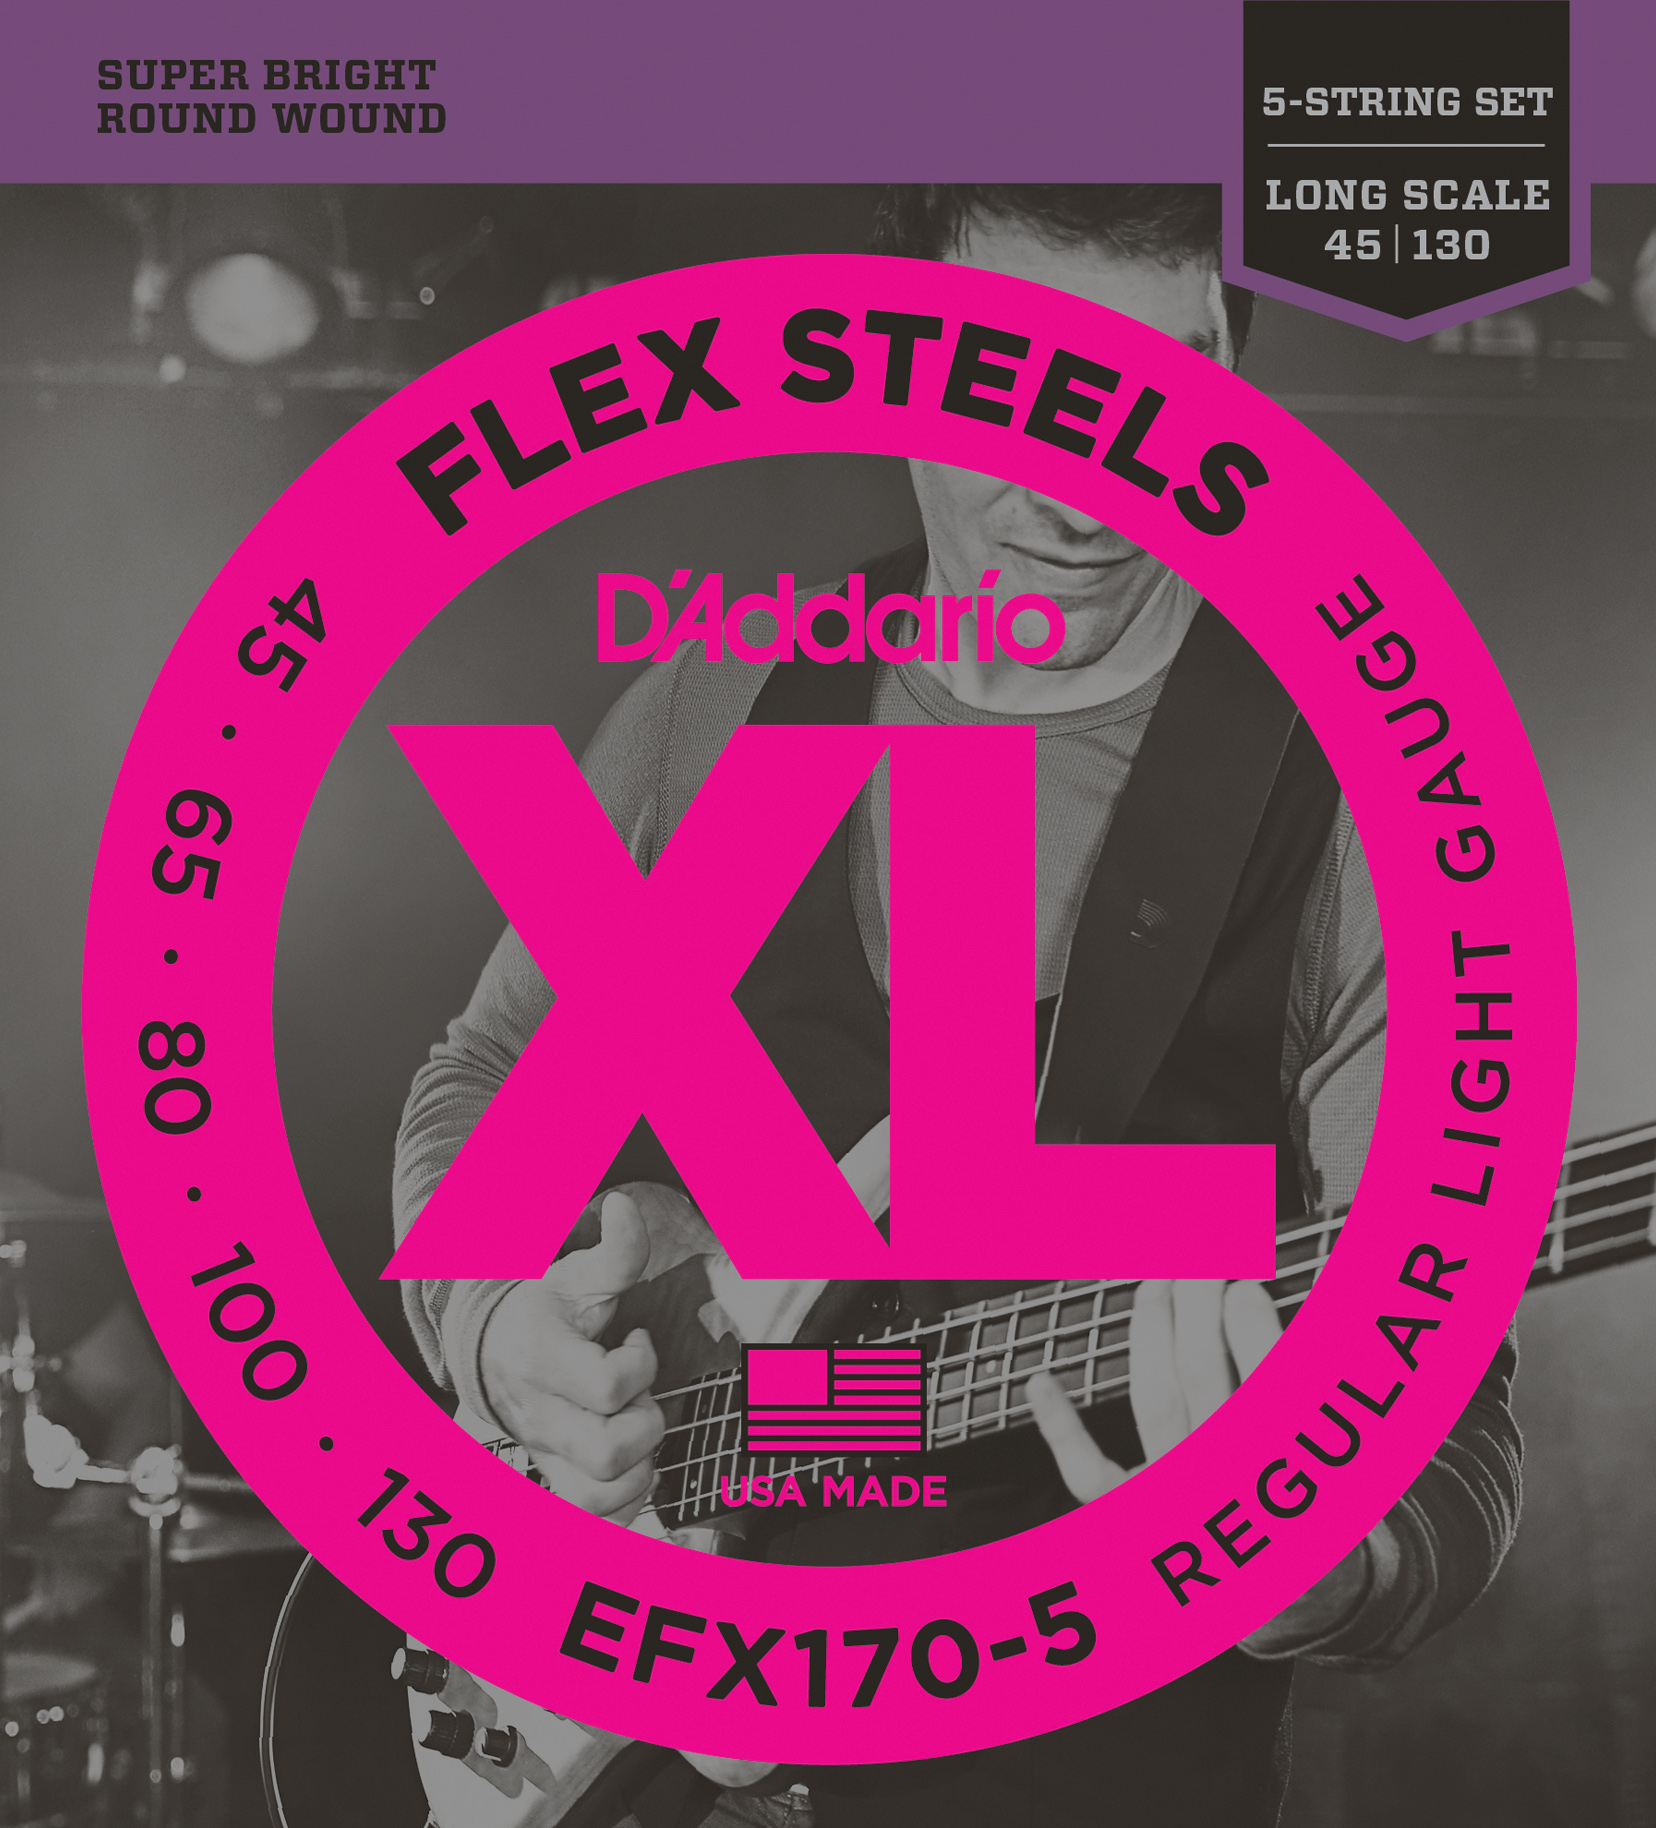 SUPER BRIGHT
ROUND WOUND
5-STRING SET
LONG SCALE
45 | 130
FLEX STEELS
D'Addario
XL
USA MADE
45 · 65 · 80 · 100 · 130
EFX170-5
REGULAR LIGHT GAUGE